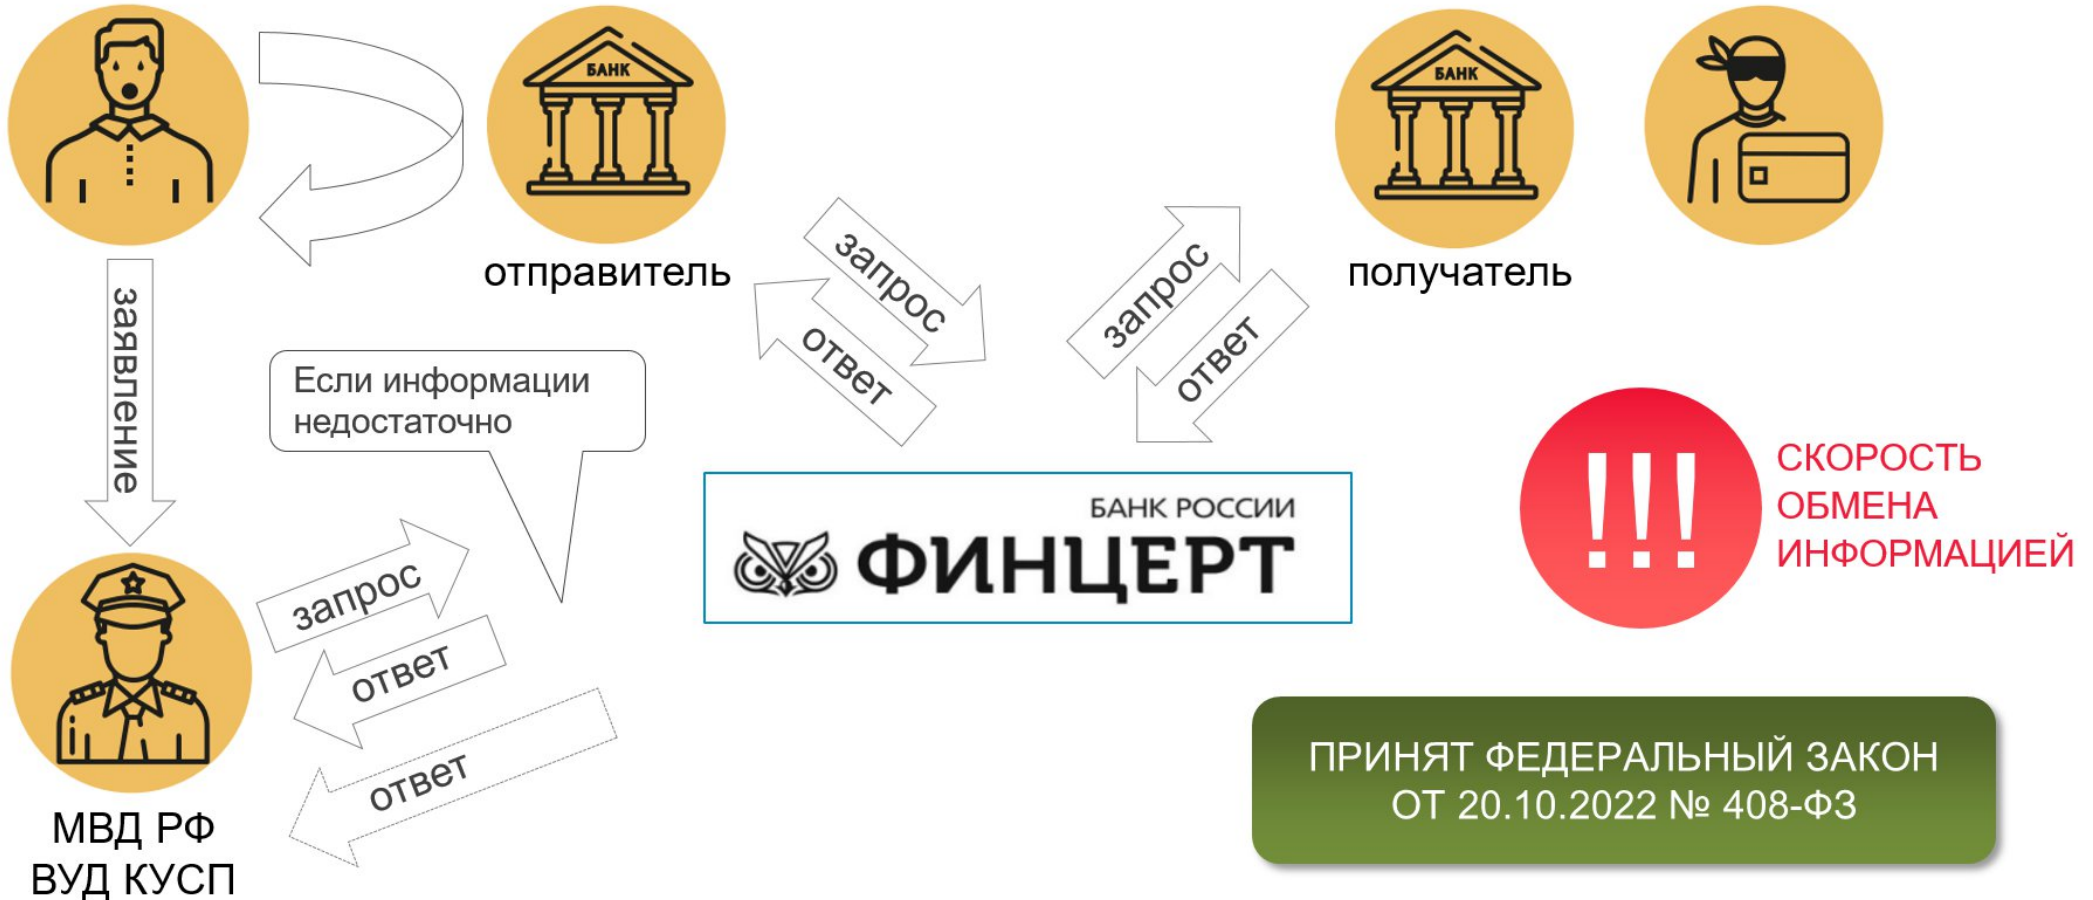 БАНК
БАНК
отправитель
получатель
заявление
запрос
ответ
запрос
ответ
Если информации
недостаточно
СКОРОСТЬ
ОБМЕНА
ИНФОРМАЦИЕЙ
!!!
БАНК РОССИИ
ФИНЦЕРТ
запрос
ответ
ответ
ПРИНЯТ ФЕДЕРАЛЬНЫЙ ЗАКОН
ОТ 20.10.2022 № 408-ФЗ
МВД РФ
ВУД КУСП